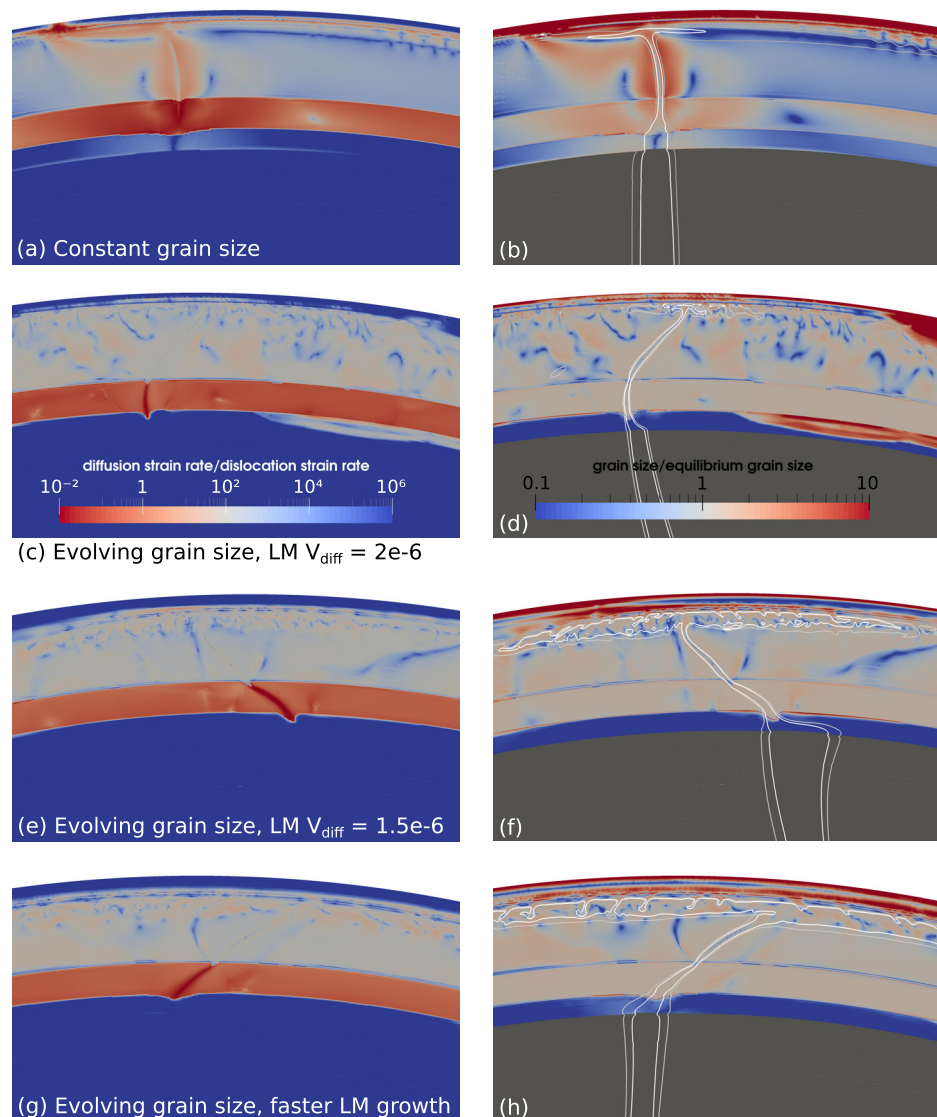 (a) Constant grain size
(b)
diffusion strain rate/dislocation strain rate
10⁻² 1 10² 10⁴ 10⁶
grain size/equilibrium grain size
0.1 1 10
(d)
(c) Evolving grain size, LM V_diff = 2e-6
(e) Evolving grain size, LM V_diff = 1.5e-6
(f)
(g) Evolving grain size, faster LM growth
(h)